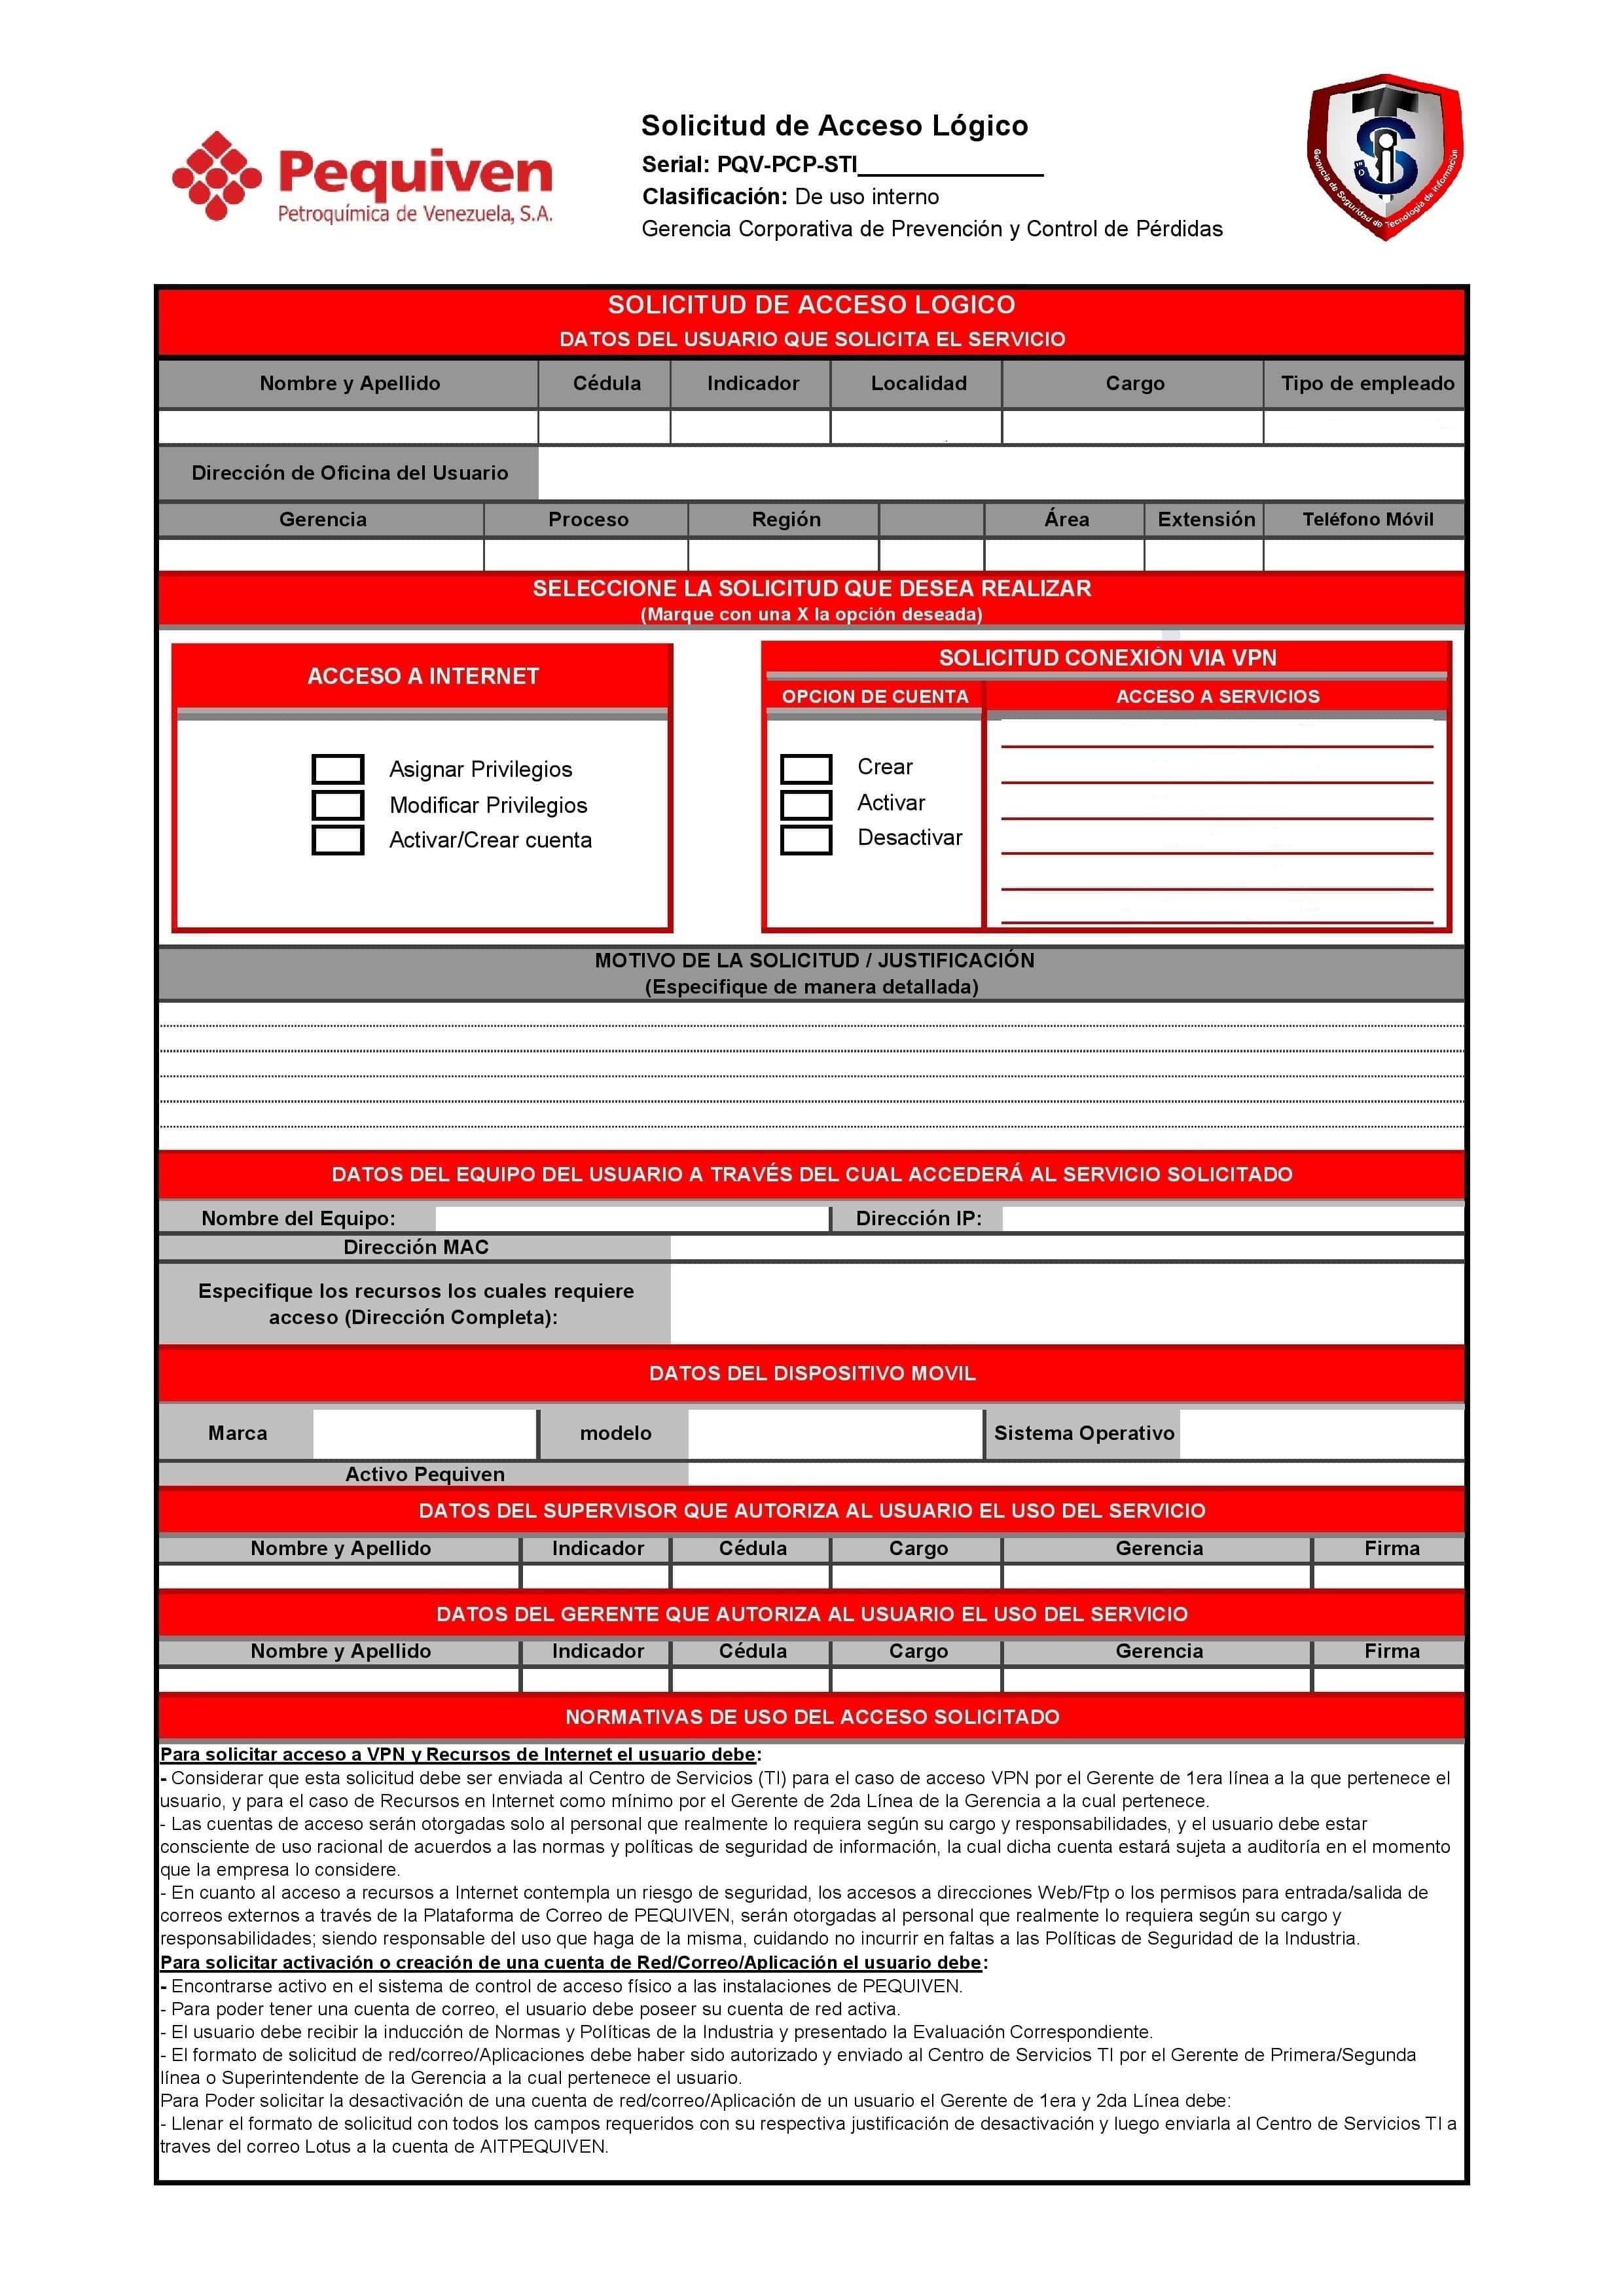 Pequiven
Petroquímica de Venezuela, S.A.
Solicitud de Acceso Lógico
Serial: PQV-PCP-STI_______________
Clasificación: De uso interno
Gerencia Corporativa de Prevención y Control de Pérdidas
Gerencia de Seguridad de Tecnología de Información
SOLICITUD DE ACCESO LOGICO
DATOS DEL USUARIO QUE SOLICITA EL SERVICIO
Nombre y Apellido Cédula Indicador Localidad Cargo Tipo de empleado
Dirección de Oficina del Usuario
Gerencia Proceso Región Área Extensión Teléfono Móvil
SELECCIONE LA SOLICITUD QUE DESEA REALIZAR
(Marque con una X la opción deseada)
ACCESO A INTERNET
Asignar Privilegios
Modificar Privilegios
Activar/Crear cuenta
SOLICITUD CONEXIÓN VIA VPN
OPCION DE CUENTA ACCESO A SERVICIOS
Crear
Activar
Desactivar
MOTIVO DE LA SOLICITUD / JUSTIFICACIÓN
(Especifique de manera detallada)
DATOS DEL EQUIPO DEL USUARIO A TRAVÉS DEL CUAL ACCEDERÁ AL SERVICIO SOLICITADO
Nombre del Equipo: Dirección IP:
Dirección MAC
Especifique los recursos los cuales requiere
acceso (Dirección Completa):
DATOS DEL DISPOSITIVO MOVIL
Marca modelo Sistema Operativo
Activo Pequiven
DATOS DEL SUPERVISOR QUE AUTORIZA AL USUARIO EL USO DEL SERVICIO
Nombre y Apellido Indicador Cédula Cargo Gerencia Firma
DATOS DEL GERENTE QUE AUTORIZA AL USUARIO EL USO DEL SERVICIO
Nombre y Apellido Indicador Cédula Cargo Gerencia Firma
NORMATIVAS DE USO DEL ACCESO SOLICITADO
Para solicitar acceso a VPN y Recursos de Internet el usuario debe:
- Considerar que esta solicitud debe ser enviada al Centro de Servicios (TI) para el caso de acceso VPN por el Gerente de 1era línea a la que pertenece el
usuario, y para el caso de Recursos en Internet como mínimo por el Gerente de 2da Línea de la Gerencia a la cual pertenece.
- Las cuentas de acceso serán otorgadas solo al personal que realmente lo requiera según su cargo y responsabilidades, y el usuario debe estar
consciente de uso racional de acuerdos a las normas y políticas de seguridad de información, la cual dicha cuenta estará sujeta a auditoría en el momento
que la empresa lo considere.
- En cuanto al acceso a recursos a Internet contempla un riesgo de seguridad, los accesos a direcciones Web/Ftp o los permisos para entrada/salida de
correos externos a través de la Plataforma de Correo de PEQUIVEN, serán otorgadas al personal que realmente lo requiera según su cargo y
responsabilidades; siendo responsable del uso que haga de la misma, cuidando no incurrir en faltas a las Políticas de Seguridad de la Industria.
Para solicitar activación o creación de una cuenta de Red/Correo/Aplicación el usuario debe:
- Encontrarse activo en el sistema de control de acceso físico a las instalaciones de PEQUIVEN.
- Para poder tener una cuenta de correo, el usuario debe poseer su cuenta de red activa.
- El usuario debe recibir la inducción de Normas y Políticas de la Industria y presentado la Evaluación Correspondiente.
- El formato de solicitud de red/correo/Aplicaciones debe haber sido autorizado y enviado al Centro de Servicios TI por el Gerente de Primera/Segunda
línea o Superintendente de la Gerencia a la cual pertenece el usuario.
Para Poder solicitar la desactivación de una cuenta de red/correo/Aplicación de un usuario el Gerente de 1era y 2da Línea debe:
- Llenar el formato de solicitud con todos los campos requeridos con su respectiva justificación de desactivación y luego enviarla al Centro de Servicios TI a
traves del correo Lotus a la cuenta de AITPEQUIVEN.